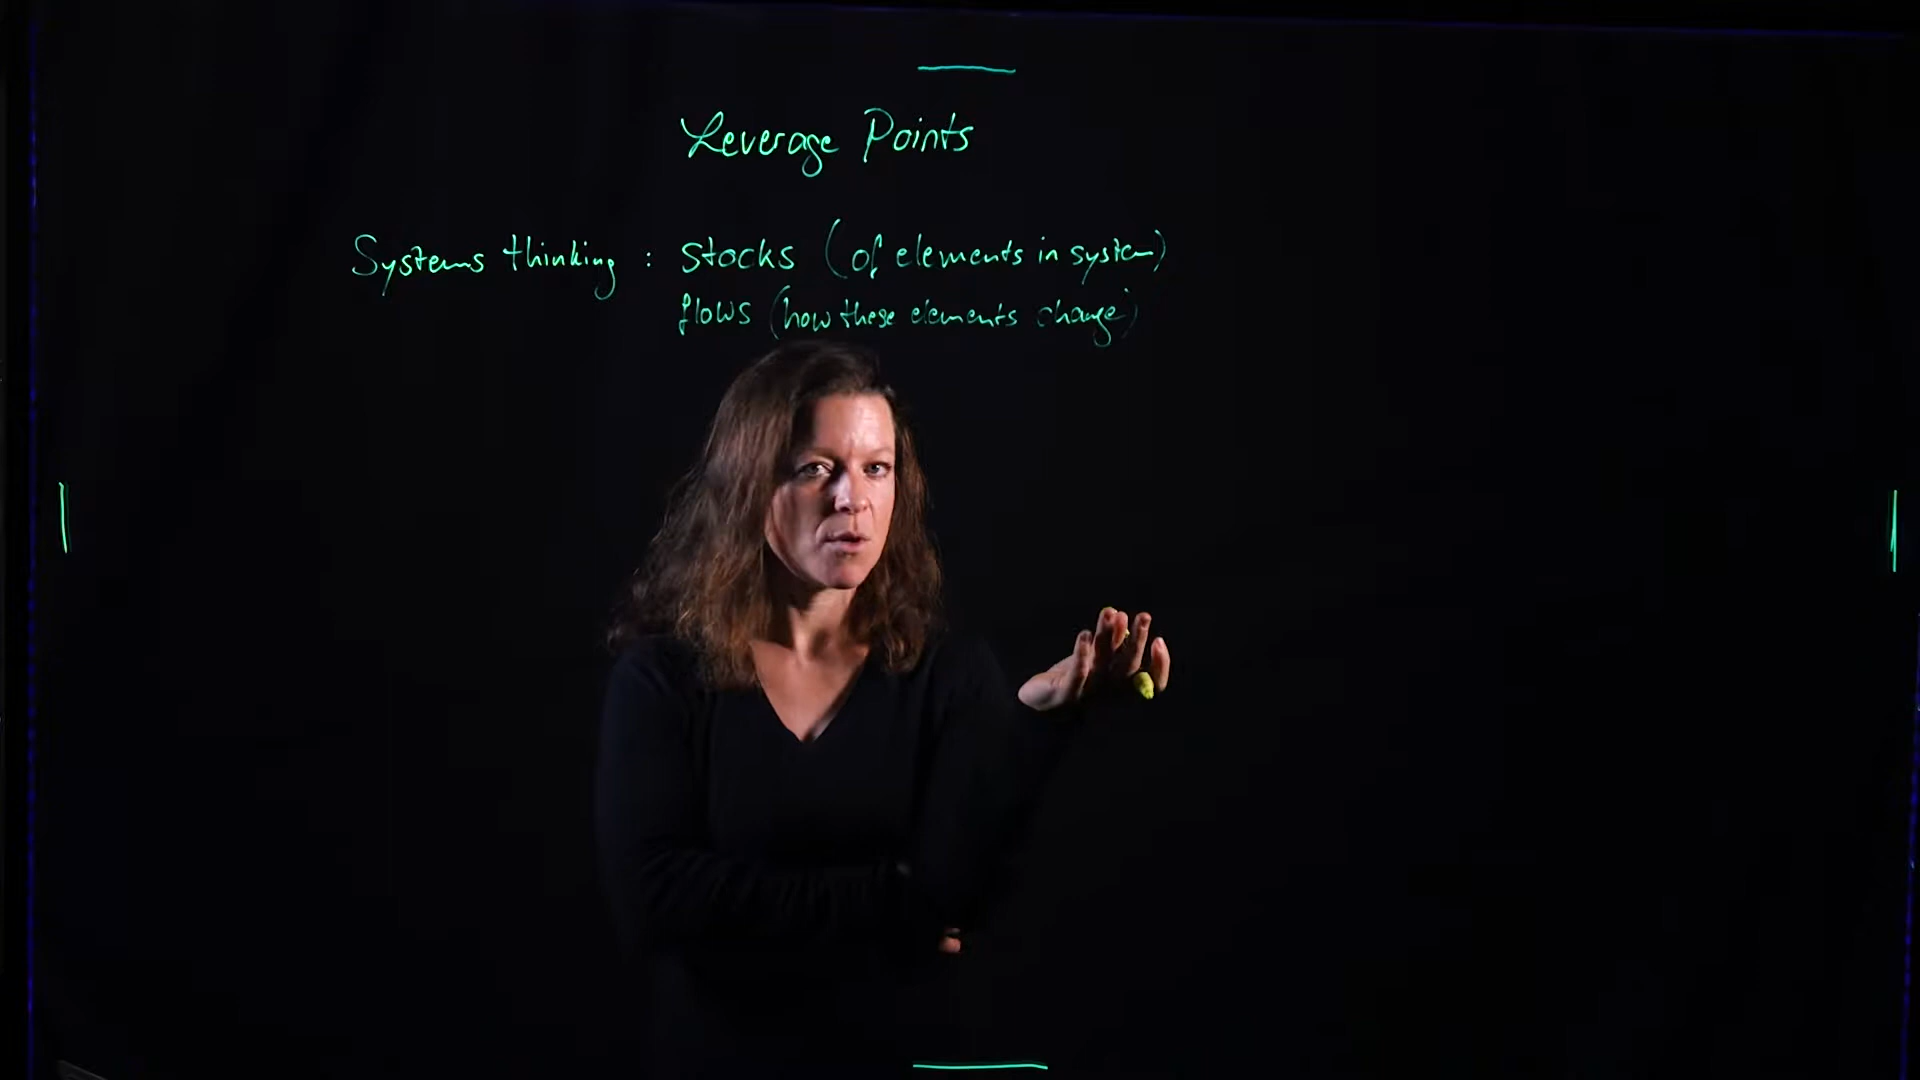 Leverage Points
Systems thinking : stocks (of elements in system)
flows (how these elements change)